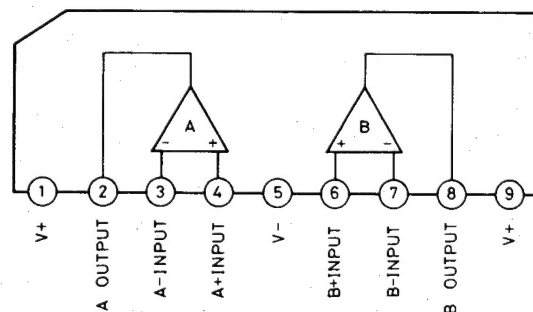 A
B
-
+
+
-
1
2
3
4
5
6
7
8
9
V+
A OUTPUT
A-INPUT
A+INPUT
V-
B+INPUT
B-INPUT
B OUTPUT
V+